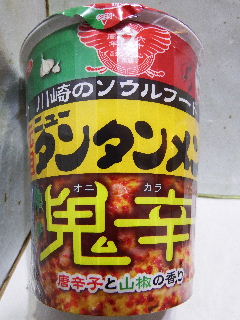 川崎のソウルフード
ニュー
タンタンメン
オニ カラ
鬼辛
唐辛子と山椒の香り